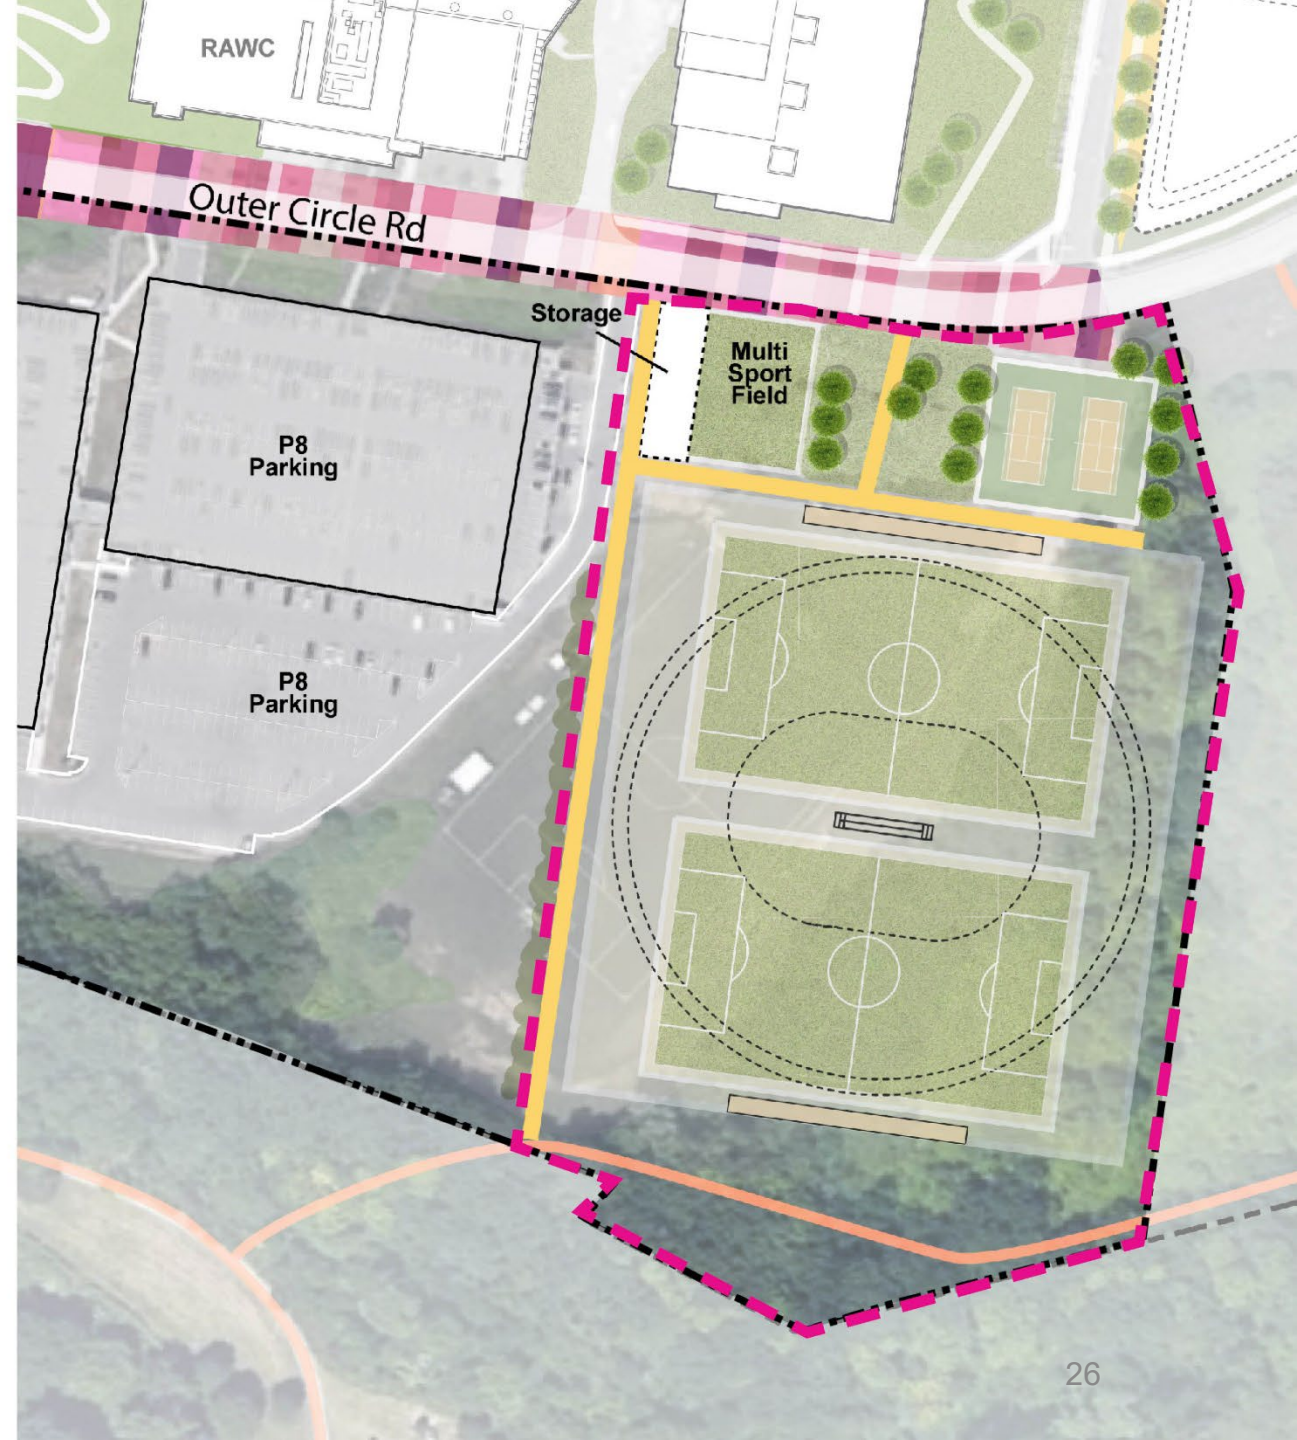 RAWC
Outer Circle Rd
Storage
Multi
Sport
Field
P8
Parking
P8
Parking
26